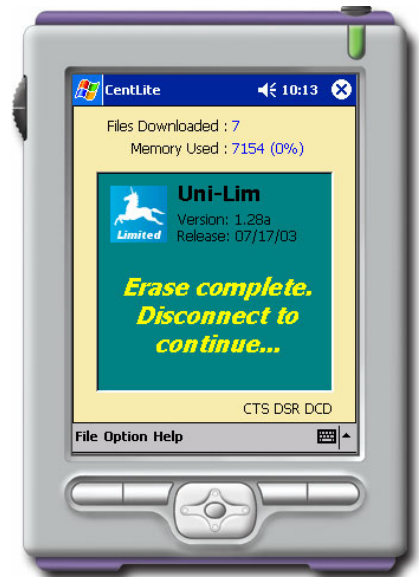 CentLite 10:13
Files Downloaded : 7
Memory Used : 7154 (0%)
Uni-Lim
Version: 1.28a
Limited
Release: 07/17/03
Erase complete.
Disconnect to
continue...
CTS DSR DCD
File Option Help